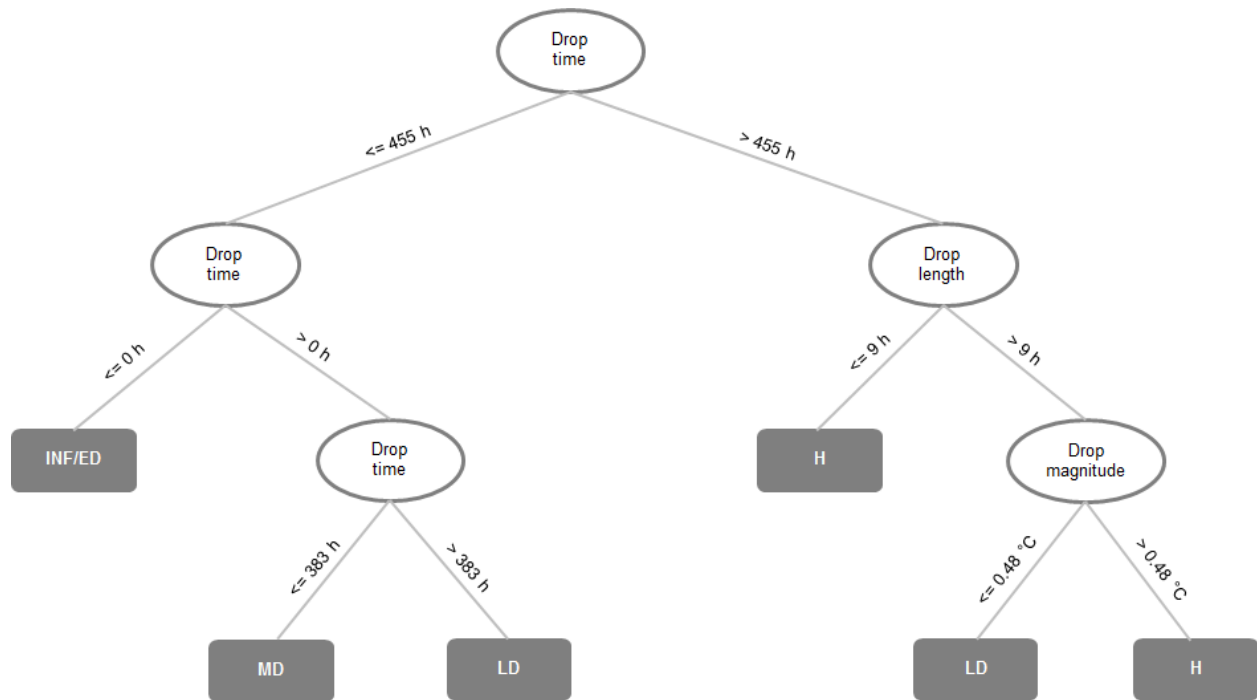 Drop
time
<= 455 h
> 455 h
Drop
time
Drop
length
<= 0 h
> 0 h
<= 9 h
> 9 h
INF/ED
Drop
time
H
Drop
magnitude
<= 383 h
> 383 h
<= 0.48 °C
> 0.48 °C
MD
LD
LD
H